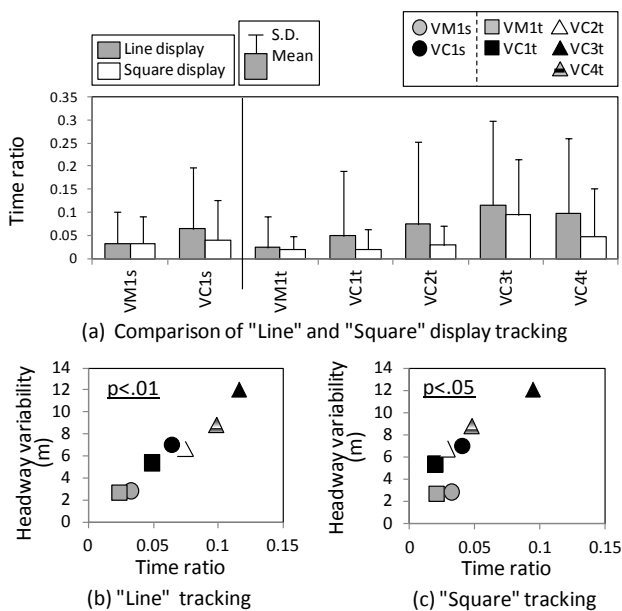 Line display
Square display
S.D.
Mean
VM1s
VC1s
VM1t
VC1t
VC2t
VC3t
VC4t
Time ratio
0.35
0.3
0.25
0.2
0.15
0.1
0.05
0
VM1s
VC1s
VM1t
VC1t
VC2t
VC3t
VC4t
(a) Comparison of "Line" and "Square" display tracking
Headway variability
(m)
14
12
10
8
6
4
2
0
p<.01
0
0.05
0.1
0.15
Time ratio
(b) "Line" tracking
Headway variability
(m)
14
12
10
8
6
4
2
0
p<.05
0
0.05
0.1
0.15
Time ratio
(c) "Square" tracking